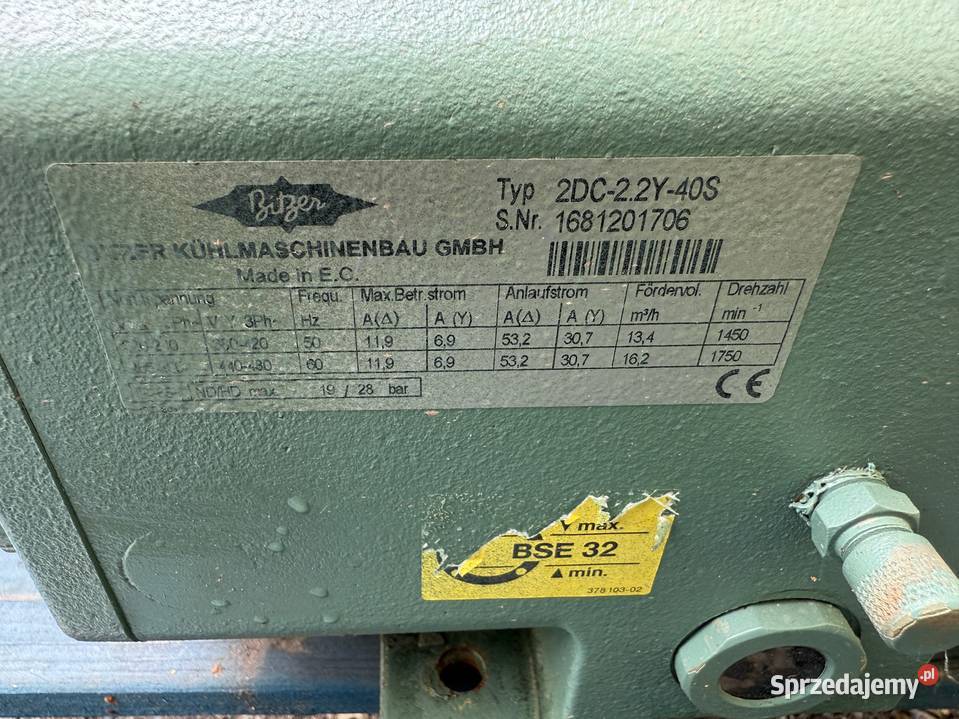 Bitzer
Typ 2DC-2.2Y-40S
S.Nr. 1681201706
KÜHLMASCHINENBAU GMBH
Made in E.C.
Frequ. Max.Betr.strom Anlaufstrom Fördervol. Drehzahl
3Ph~ Hz A(Δ) A (Y) A(Δ) A (Y) m³/h min -1
50 11,9 6,9 53,2 30,7 13,4 1450
440-480 60 11,9 6,9 53,2 30,7 16,2 1750
ND/HD max. 19 / 28 bar
CE
▼ max.
BSE 32
▲ min.
378 103-02
Sprzedajemy.pl